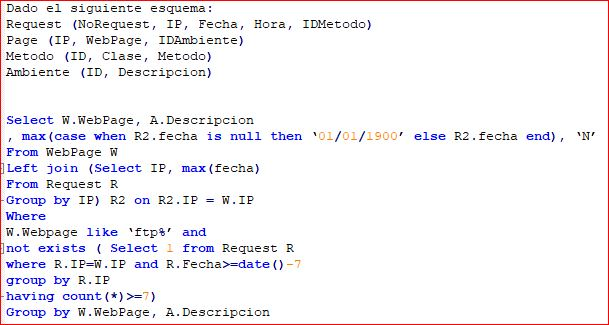 Dado el siguiente esquema:
Request (NoRequest, IP, Fecha, Hora, IDMetodo)
Page (IP, WebPage, IDAmbiente)
Metodo (ID, Clase, Metodo)
Ambiente (ID, Descripcion)
Select W.WebPage, A.Descripcion
, max(case when R2.fecha is null then ‘01/01/1900’ else R2.fecha end), ‘N’
From WebPage W
Left join (Select IP, max(fecha)
From Request R
Group by IP) R2 on R2.IP = W.IP
Where
W.Webpage like ‘ftp%’ and
not exists ( Select 1 from Request R
where R.IP=W.IP and R.Fecha>=date()-7
group by R.IP
having count(*)>=7)
Group by W.WebPage, A.Descripcion